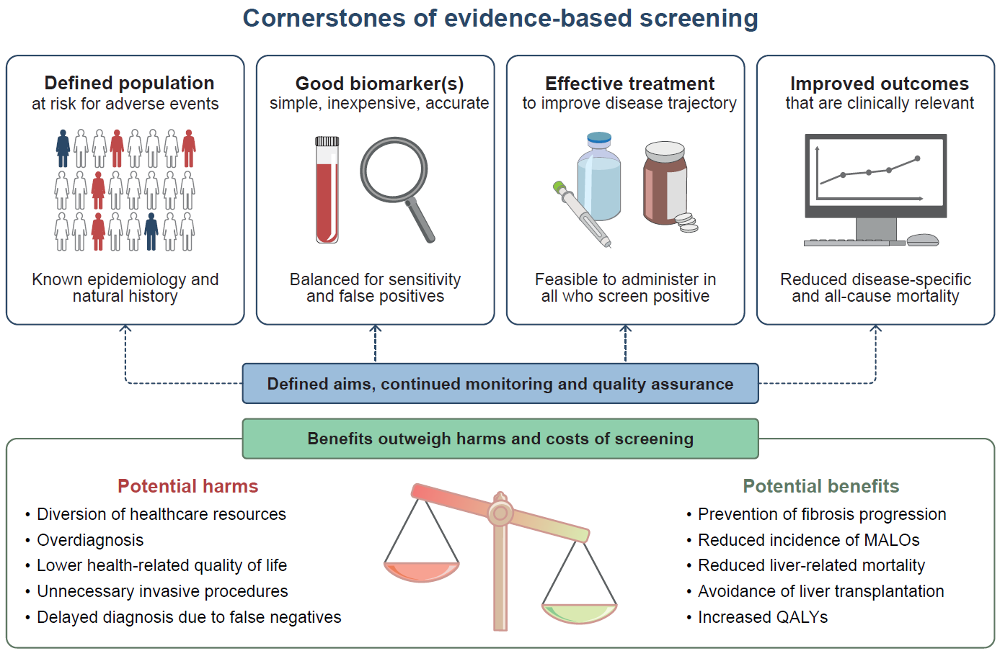 Cornerstones of evidence-based screening
Defined population
at risk for adverse events
Known epidemiology and
natural history
Good biomarker(s)
simple, inexpensive, accurate
Balanced for sensitivity
and false positives
Effective treatment
to improve disease trajectory
Feasible to administer in
all who screen positive
Improved outcomes
that are clinically relevant
Reduced disease-specific
and all-cause mortality
Defined aims, continued monitoring and quality assurance
Benefits outweigh harms and costs of screening
Potential harms
• Diversion of healthcare resources
• Overdiagnosis
• Lower health-related quality of life
• Unnecessary invasive procedures
• Delayed diagnosis due to false negatives
Potential benefits
• Prevention of fibrosis progression
• Reduced incidence of MALOs
• Reduced liver-related mortality
• Avoidance of liver transplantation
• Increased QALYs